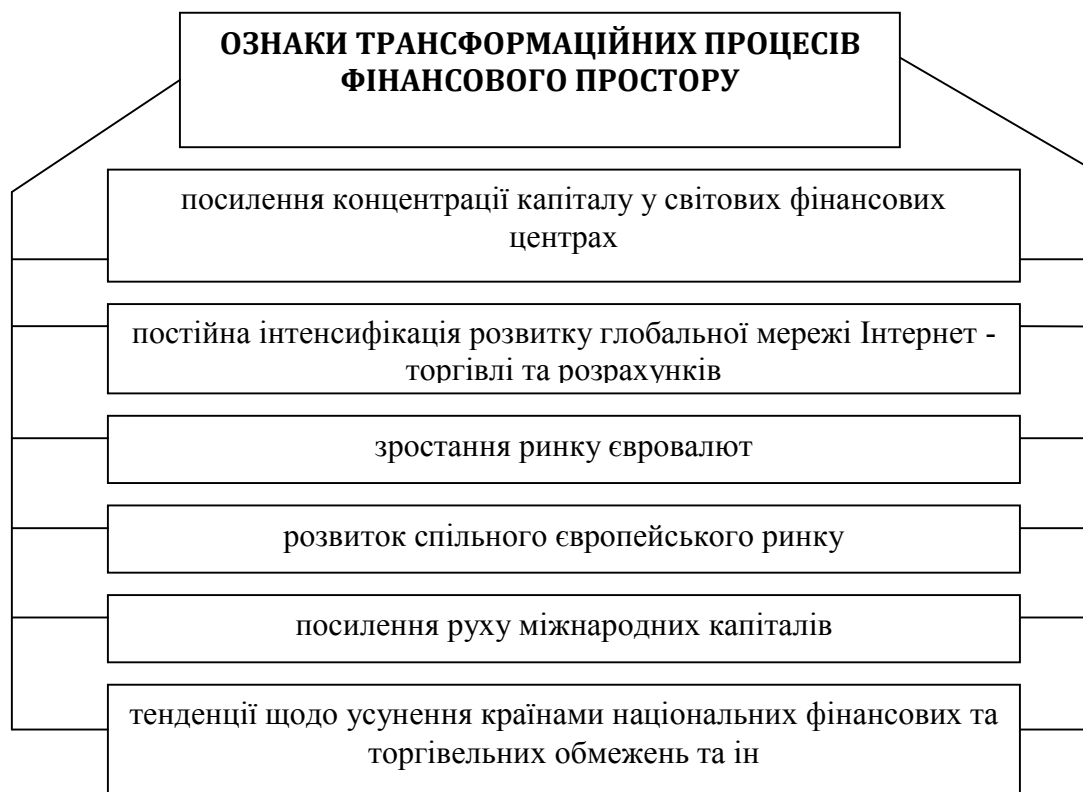 ОЗНАКИ ТРАНСФОРМАЦІЙНИХ ПРОЦЕСІВ
ФІНАНСОВОГО ПРОСТОРУ
посилення концентрації капіталу у світових фінансових
центрах
постійна інтенсифікація розвитку глобальної мережі Інтернет -
торгівлі та розрахунків
зростання ринку євровалют
розвиток спільного європейського ринку
посилення руху міжнародних капіталів
тенденції щодо усунення країнами національних фінансових та
торгівельних обмежень та ін